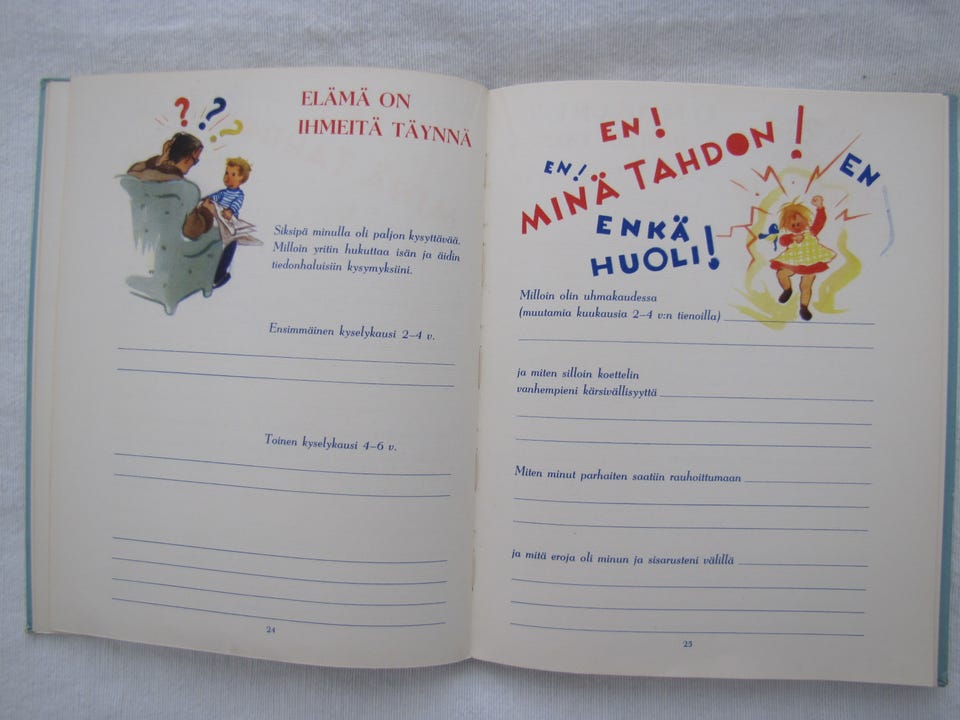 ? ? ?
ELÄMÄ ON
IHMEITÄ TÄYNNÄ
Siksipä minulla oli paljon kysyttävää.
Milloin yritin hukuttaa isän ja äidin
tiedonhaluisiin kysymyksiini.
Ensimmäinen kyselykausi 2–4 v.
Toinen kyselykausi 4–6 v.
24
EN!
EN!
MINÄ TAHDON!
EN
ENKÄ
HUOLI!
Milloin olin uhmakaudessa
(muutamia kuukausia 2–4 v:n tienoilla)
ja miten silloin koettelin
vanhempieni kärsivällisyyttä
Miten minut parhaiten saatiin rauhoittumaan
ja mitä eroja oli minun ja sisarusteni välillä
25